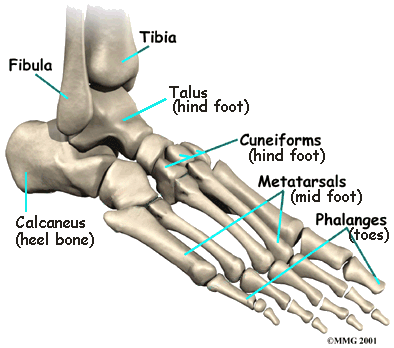 Tibia
Fibula
Talus
(hind foot)
Cuneiforms
(hind foot)
Metatarsals
(mid foot)
Phalanges
(toes)
Calcaneus
(heel bone)
©MMG 2001